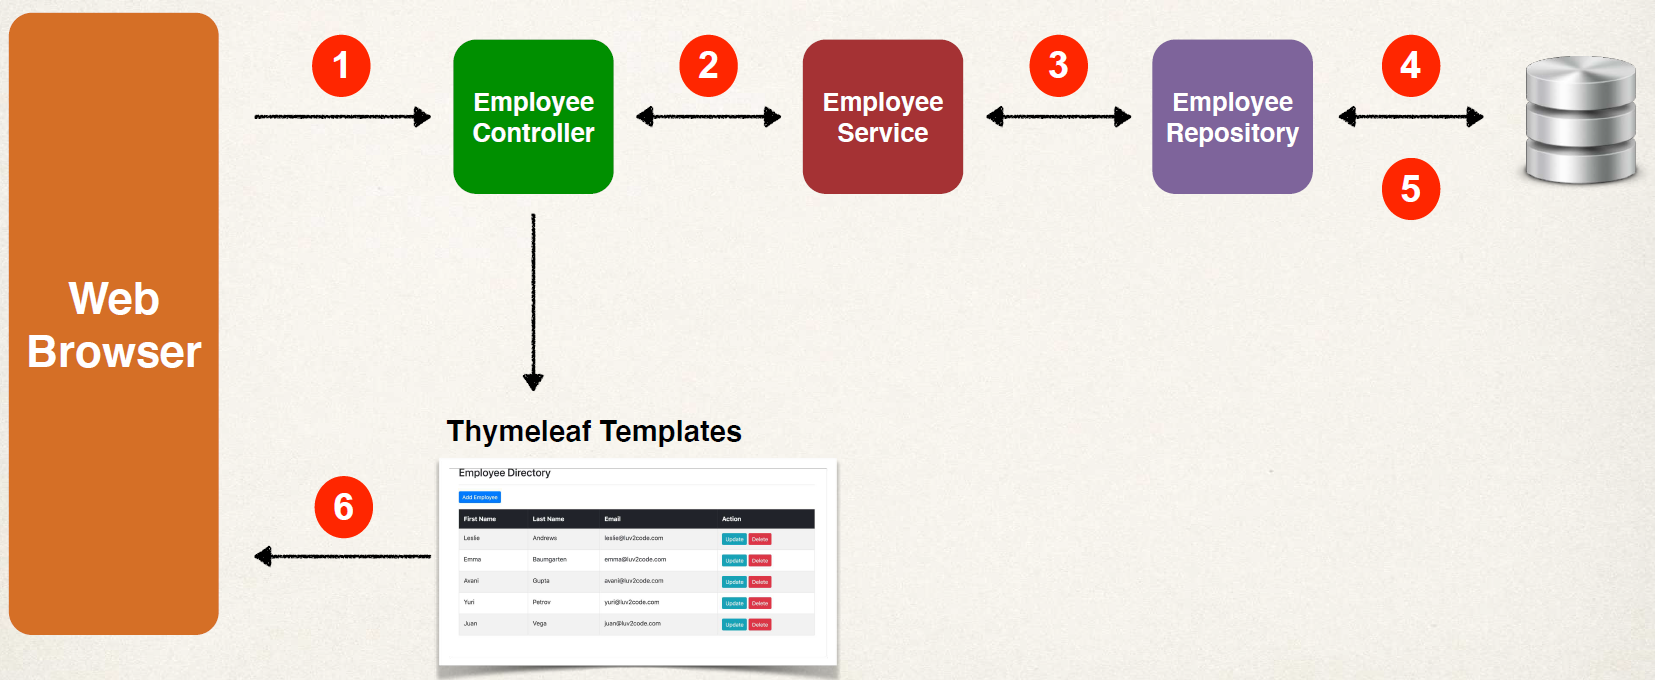 1
2
3
4
5
Employee
Controller
Employee
Service
Employee
Repository
Web
Browser
Thymeleaf Templates
6
Employee Directory
Add Employee
First Name Last Name Email Action
Leslie Andrews leslie@luv2code.com Update Delete
Emma Baumgarten emma@luv2code.com Update Delete
Avani Gupta avani@luv2code.com Update Delete
Yuri Petrov yuri@luv2code.com Update Delete
Juan Vega juan@luv2code.com Update Delete